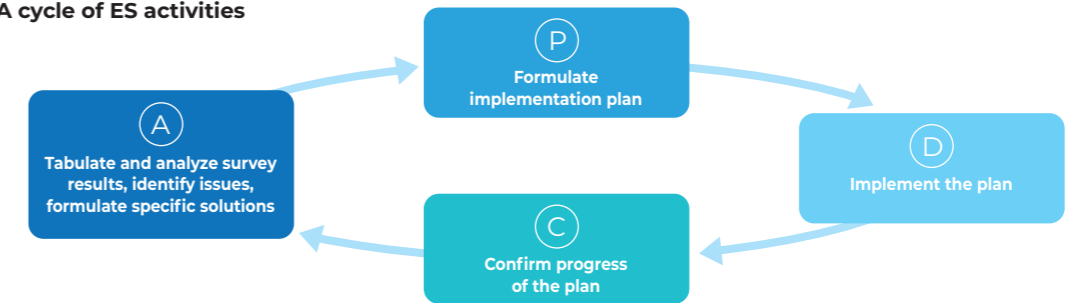 A cycle of ES activities
P
Formulate
implementation plan
A
Tabulate and analyze survey
results, identify issues,
formulate specific solutions
D
Implement the plan
C
Confirm progress
of the plan